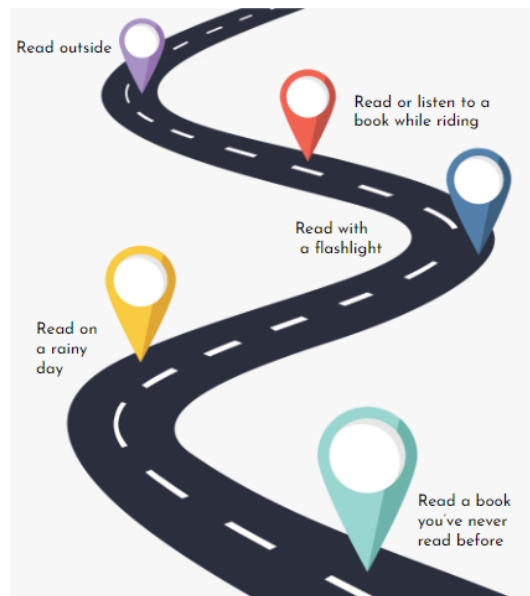 Read outside
Read or listen to a
book while riding
Read with
a flashlight
Read on
a rainy
day
Read a book
you've never
read before